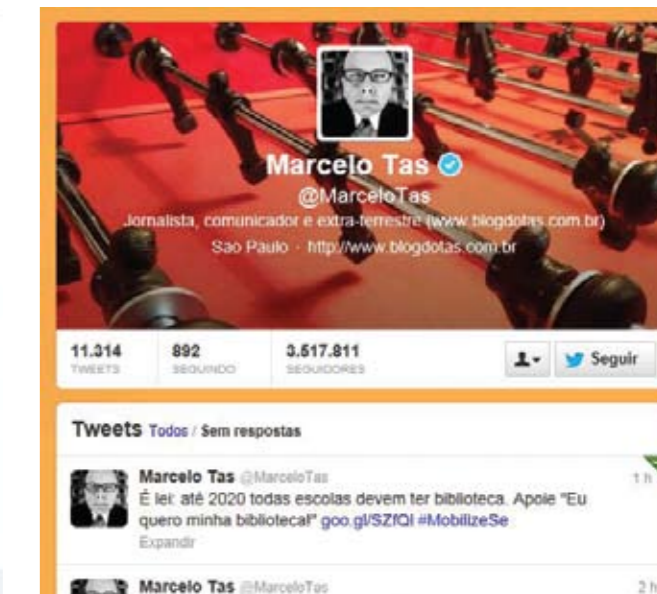 Marcelo Tas
@MarceloTas
Jornalista, comunicador e extra-terrestre (www.blogdotas.com.br)
Sao Paulo · http://www.blogdotas.com.br
11.314 892 3.517.811
TWEETS SEGUINDO SEGUIDORES
Seguir
Tweets Todos / Sem respostas
Marcelo Tas @MarceloTas 1 h
É lei: até 2020 todas escolas devem ter biblioteca. Apoie "Eu
quero minha biblioteca!" goo.gl/SZfQI #MobilizeSe
Expandir
Marcelo Tas @MarceloTas 2 h